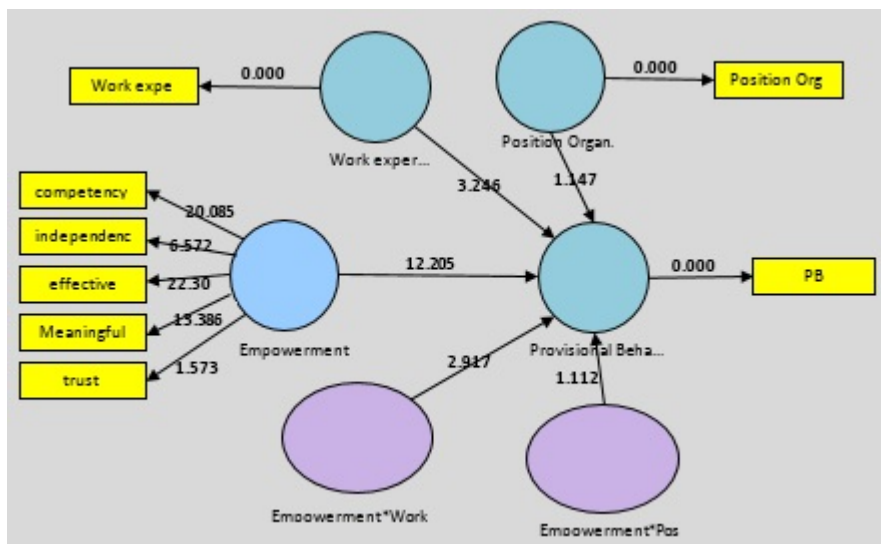 Work expe
0.000
0.000
Position Org
Work exper...
Position Organ.
3.246
1.147
competency
20.085
independenc
6.572
effective
22.30
Meaningful
13.386
trust
1.573
Empowerment
12.205
0.000
PB
Provisional Beha...
2.917
1.112
Empowerment*Work
Empowerment*Pos